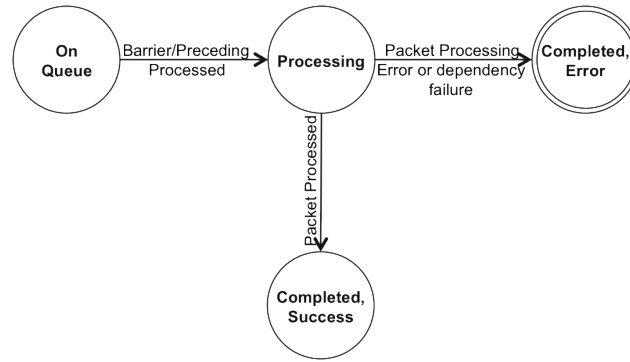 On
Queue
Barrier/Preceding
Processed
Processing
Packet Processing
Error or dependency
failure
Completed,
Error
Packet Processed
Completed,
Success